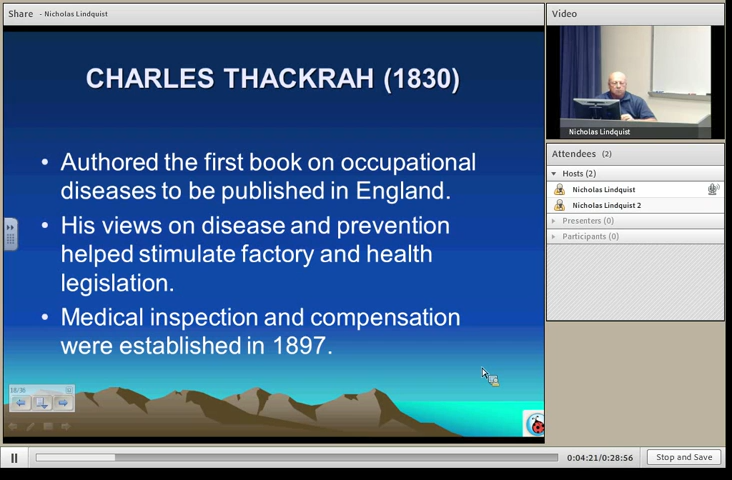 Share - Nicholas Lindquist
CHARLES THACKRAH (1830)
• Authored the first book on occupational
diseases to be published in England.
• His views on disease and prevention
helped stimulate factory and health
legislation.
• Medical inspection and compensation
were established in 1897.
18/36
Video
Nicholas Lindquist
Attendees (2)
Hosts (2)
Nicholas Lindquist
Nicholas Lindquist 2
Presenters (0)
Participants (0)
0:04:21/0:28:56
Stop and Save